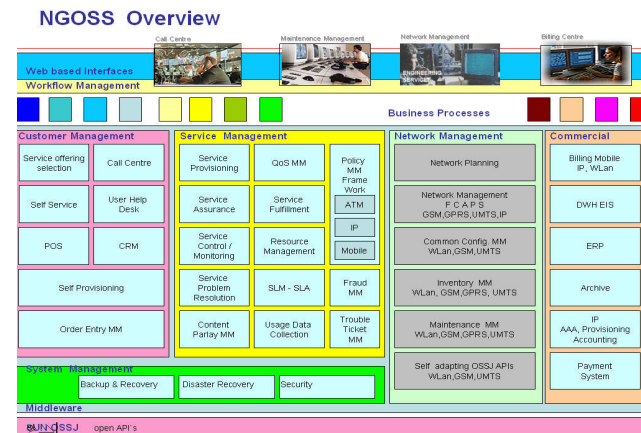 NGOSS Overview
Call Centre
Maintenance Management
Network Management
Billing Centre
Web based Interfaces
ENGINEERING
SERVICES
Workflow Management
Business Processes
Customer Management
Service offering
selection
Call Centre
Self Service
User Help
Desk
POS
CRM
Self Provisioning
Order Entry MM
Service Management
Service
Provisioning
QoS MM
Policy
MM
Frame
Work
ATM
IP
Mobile
Service
Assurance
Service
Fulfillment
Service
Control /
Monitoring
Resource
Management
Service
Problem
Resolution
SLM - SLA
Fraud
MM
Content
Parlay MM
Usage Data
Collection
Trouble
Ticket
MM
Network Management
Network Planning
Network Management
F C A P S
GSM,GPRS,UMTS,IP
Common Config. MM
WLan,GSM,UMTS
Inventory MM
WLan, GSM,GPRS, UMTS
Maintenance MM
WLan,GSM,GPRS,UMTS
Self adapting OSSJ APIs
WLan,GSM,UMTS
Commercial
Billing Mobile
IP, WLan
DWH EIS
ERP
Archive
IP
AAA, Provisioning
Accounting
Payment
System
System Management
Backup & Recovery
Disaster Recovery
Security
Middleware
OSSJ open API's